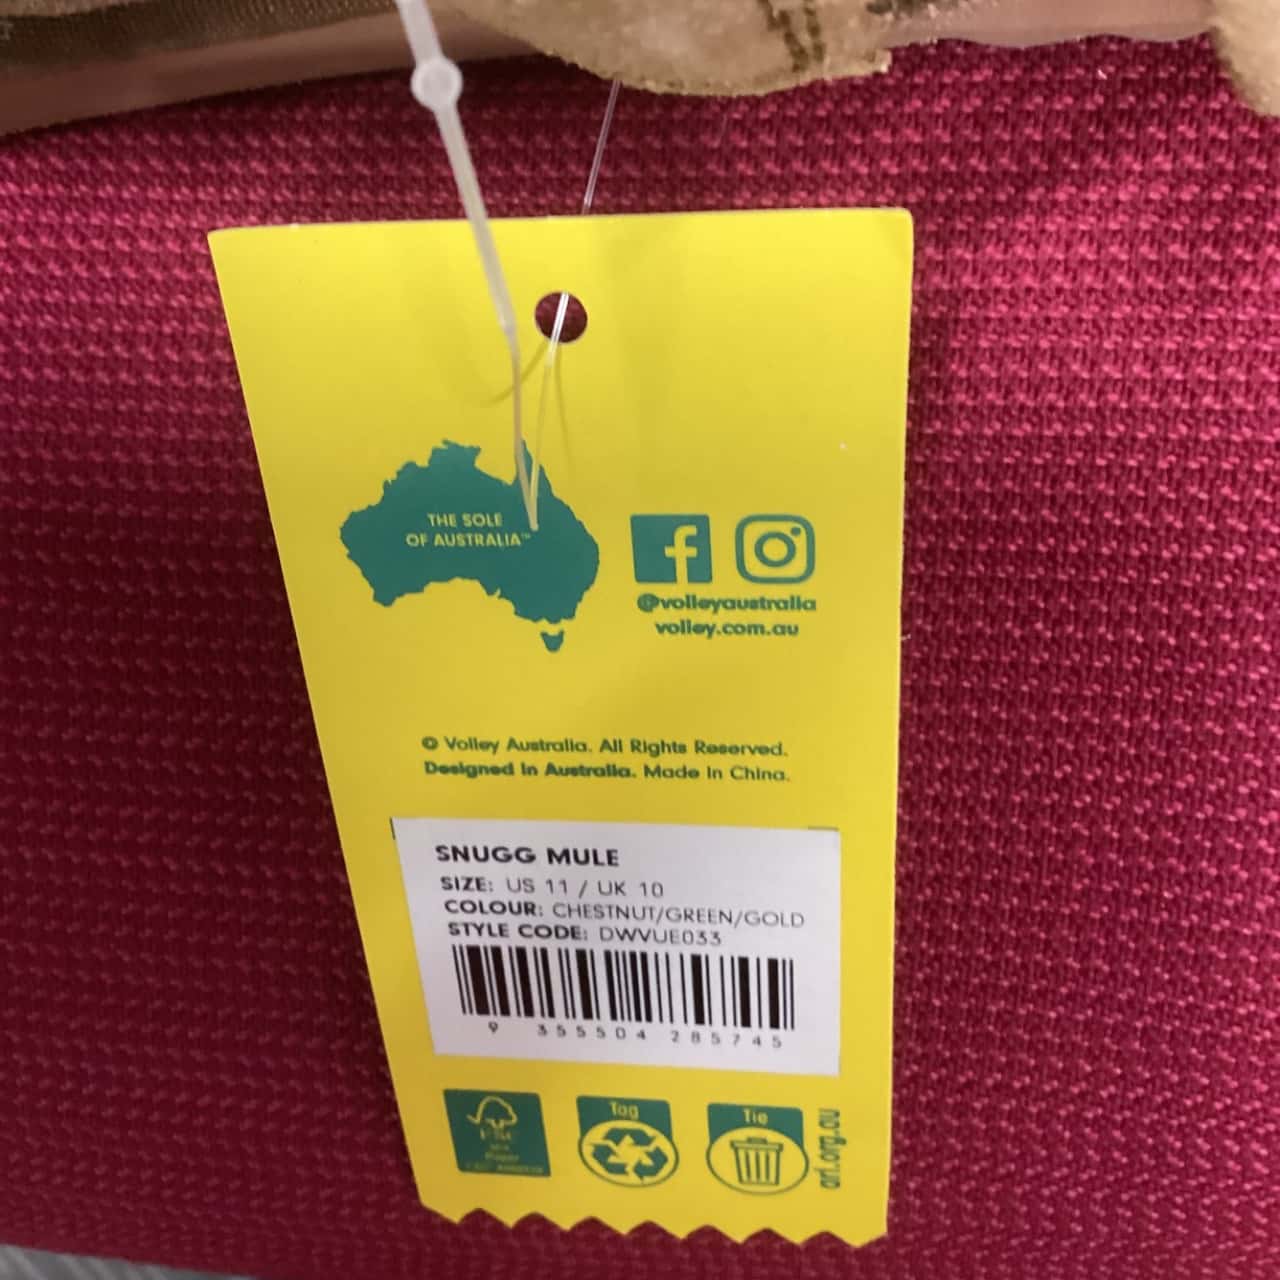 THE SOLE
OF AUSTRALIA™
@volleyaustralia
volley.com.au
© Volley Australia. All Rights Reserved.
Designed in Australia. Made in China.
SNUGG MULE
SIZE: US 11 / UK 10
COLOUR: CHESTNUT/GREEN/GOLD
STYLE CODE: DWVUE033
9 355504 285745
FSC
Paper
Tag
Tie
arl.org.au